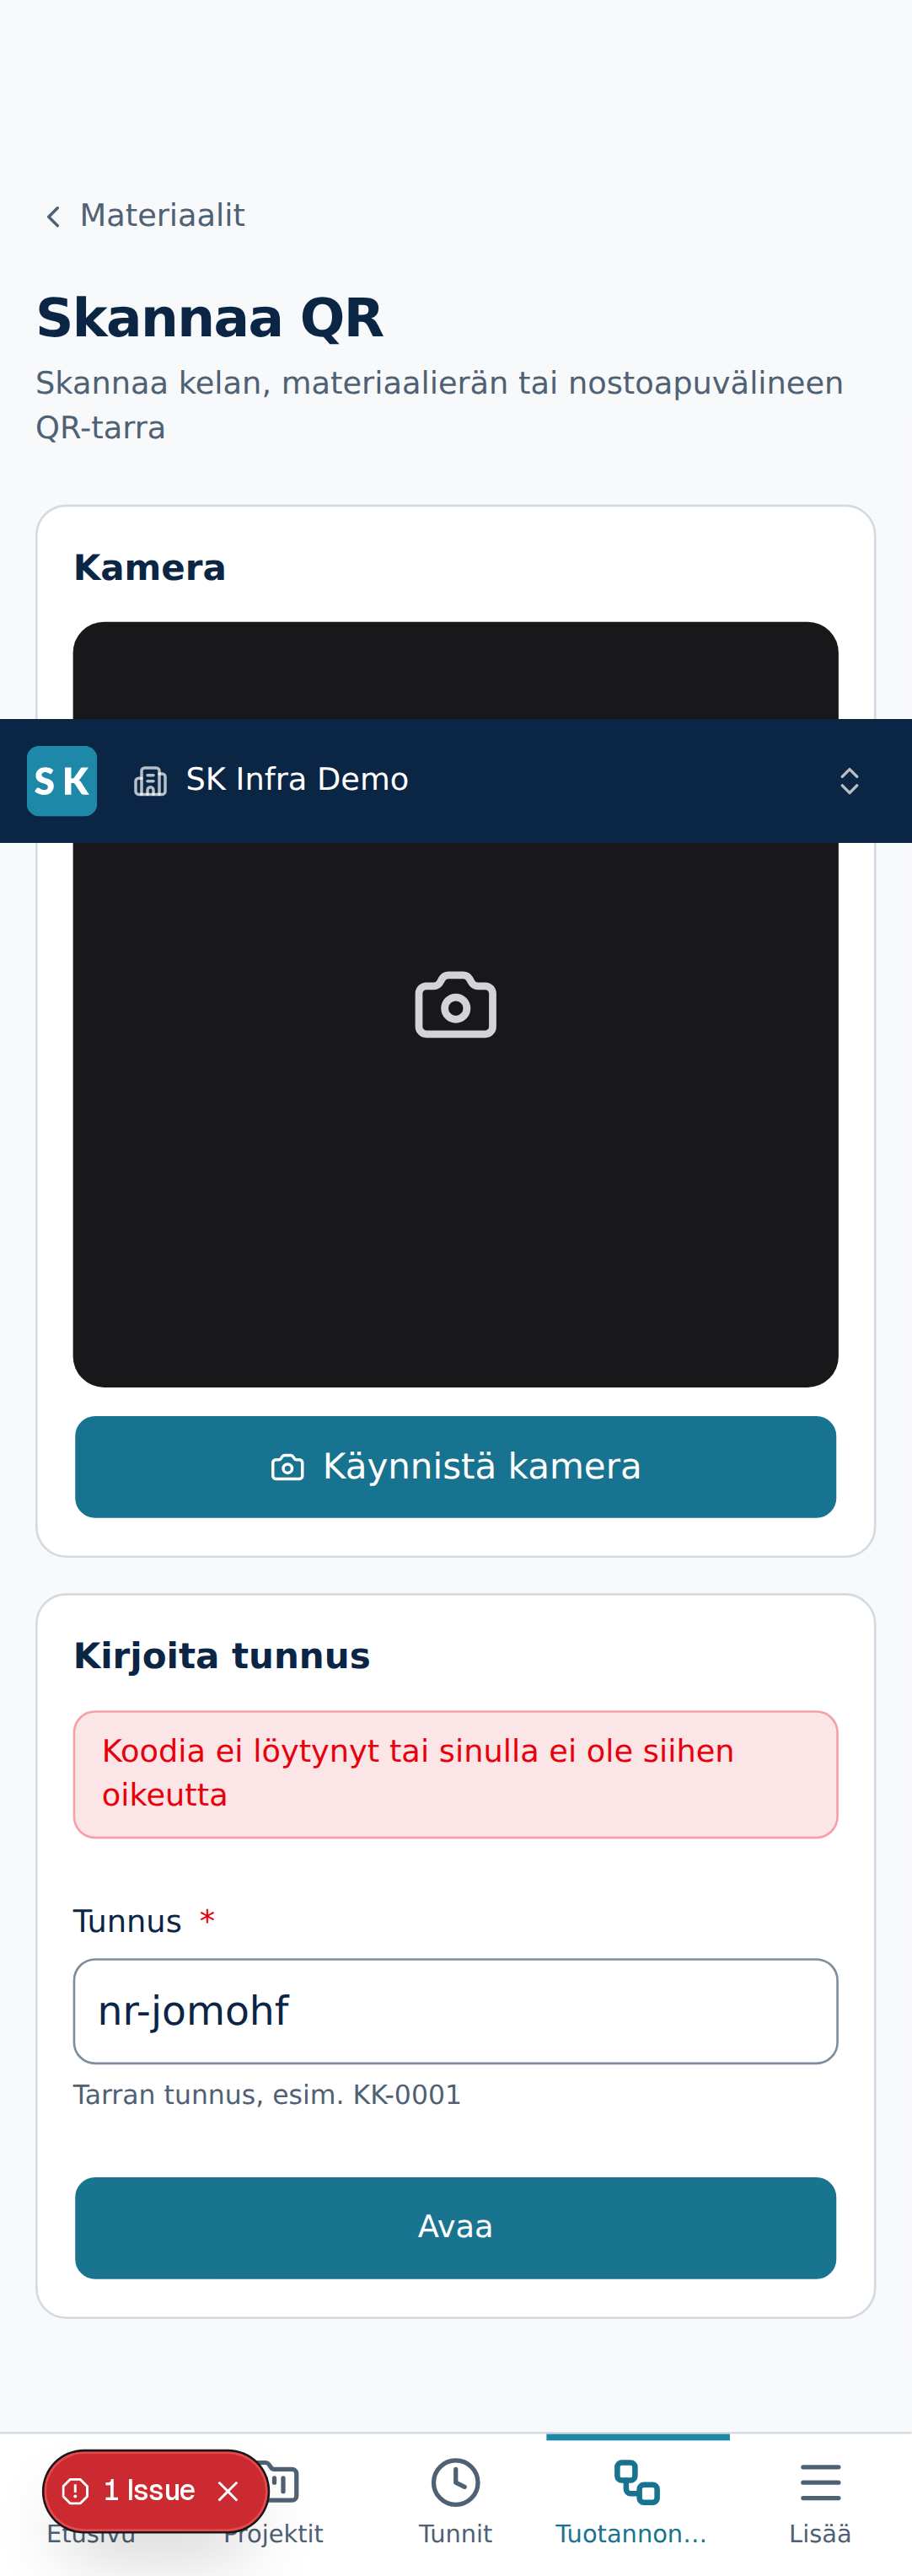 Materiaalit
Skannaa QR
Skannaa kelan, materiaalierän tai nostoapuvälineen
QR-tarra
Kamera
SK
SK Infra Demo
Käynnistä kamera
Kirjoita tunnus
Koodia ei löytynyt tai sinulla ei ole siihen
oikeutta
Tunnus *
nr-jomohf
Tarran tunnus, esim. KK-0001
Avaa
1 Issue
Etusivu
Projektit
Tunnit
Tuotannon...
Lisää